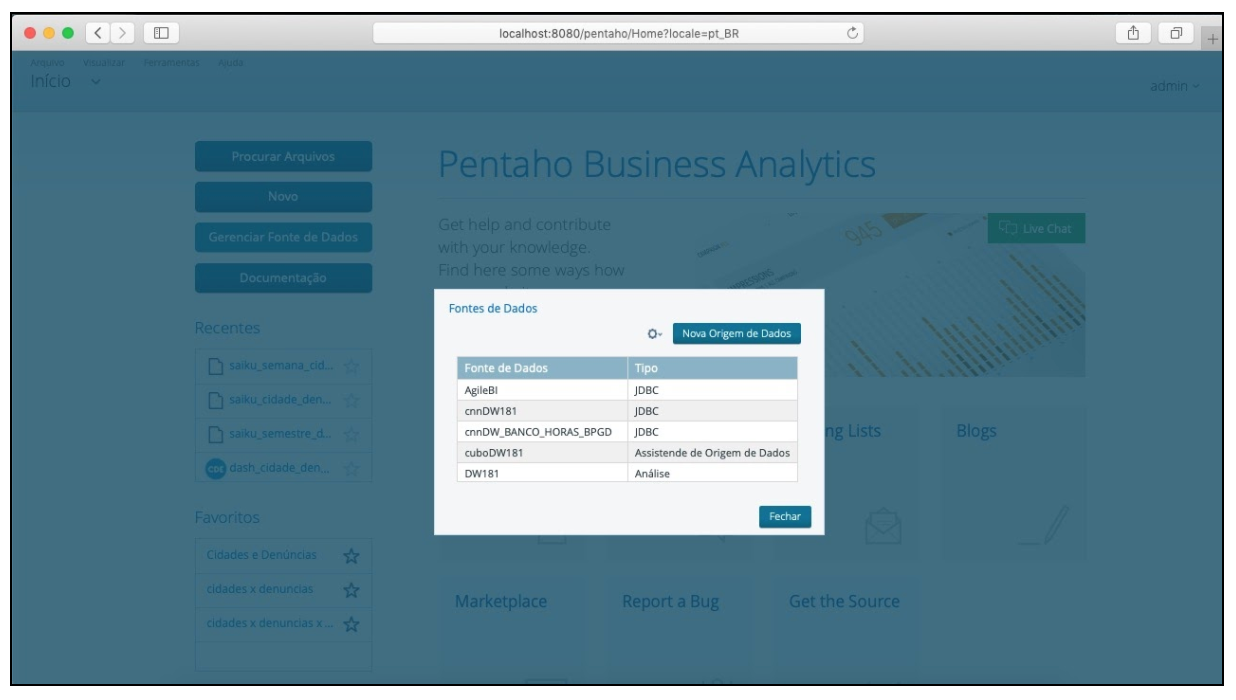 localhost:8080/pentaho/Home?locale=pt_BR
Arquivo Visualizar Ferramentas Ajuda
Início
admin
Procurar Arquivos
Novo
Gerenciar Fonte de Dados
Documentação
Pentaho Business Analytics
Get help and contribute
with your knowledge.
Find here some ways how
945
Live Chat
Recentes
saiku_semana_cid...
saiku_cidade_den...
saiku_semestre_d...
CDE dash_cidade_den...
Favoritos
Cidades e Denúncias
cidades x denuncias
cidades x denuncias x ...
Fontes de Dados
Nova Origem de Dados
Fonte de Dados Tipo
AgileBI JDBC
cnnDW181 JDBC
cnnDW_BANCO_HORAS_BPGD JDBC
cuboDW181 Assistende de Origem de Dados
DW181 Análise
Fechar
ng Lists
Blogs
Marketplace
Report a Bug
Get the Source